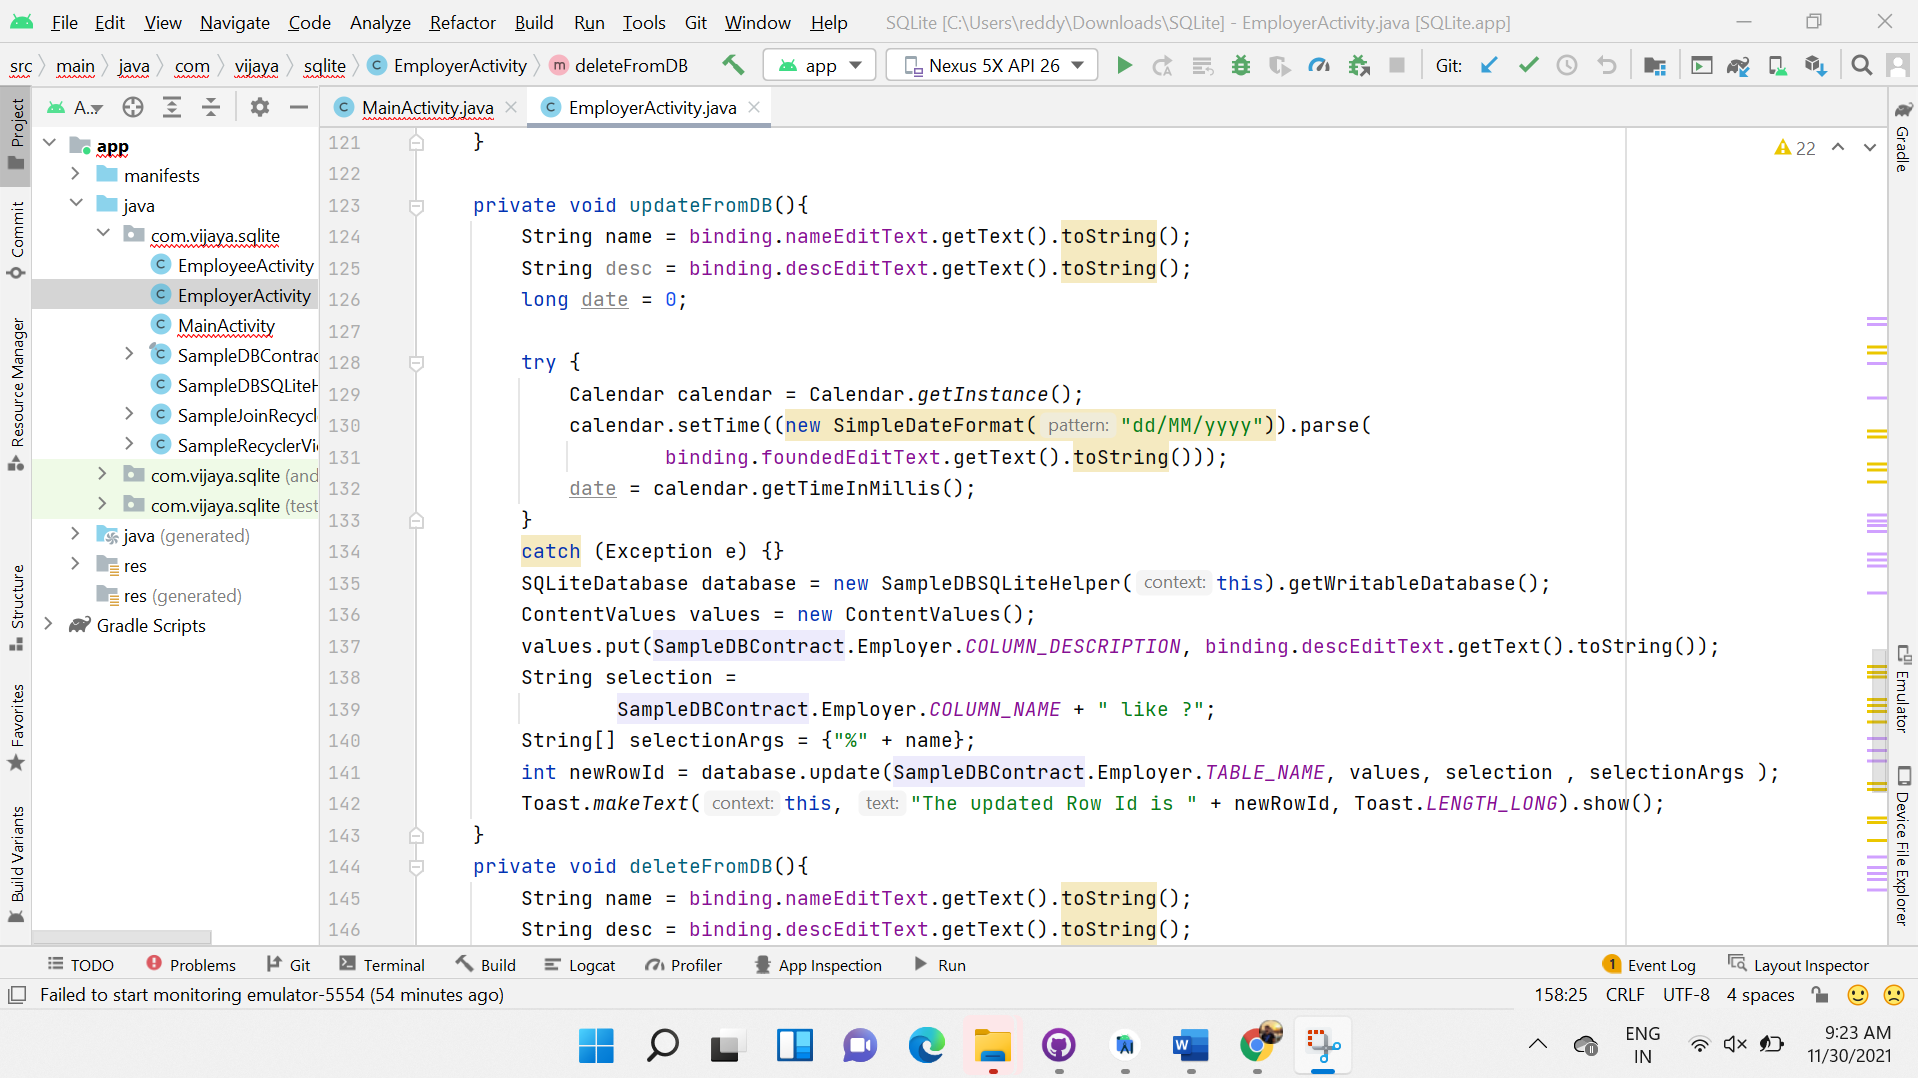 File Edit View Navigate Code Analyze Refactor Build Run Tools Git Window Help SQLite [C:\Users\reddy\Downloads\SQLite] - EmployerActivity.java [SQLite.app]
src main java com vijaya sqlite EmployerActivity deleteFromDB app Nexus 5X API 26 Git:
A... MainActivity.java EmployerActivity.java
Project
Commit
Resource Manager
Structure
Favorites
Build Variants
app
manifests
java
com.vijaya.sqlite
EmployeeActivity
EmployerActivity
MainActivity
SampleDBContrac
SampleDBSQLiteH
SampleJoinRecycl
SampleRecyclerVi
com.vijaya.sqlite (and
com.vijaya.sqlite (test
java (generated)
res
res (generated)
Gradle Scripts
22
121 }
122
123 private void updateFromDB(){
124 String name = binding.nameEditText.getText().toString();
125 String desc = binding.descEditText.getText().toString();
126 long date = 0;
127
128 try {
129 Calendar calendar = Calendar.getInstance();
130 calendar.setTime((new SimpleDateFormat( pattern: "dd/MM/yyyy")).parse(
131 binding.foundedEditText.getText().toString()));
132 date = calendar.getTimeInMillis();
133 }
134 catch (Exception e) {}
135 SQLiteDatabase database = new SampleDBSQLiteHelper( context: this).getWritableDatabase();
136 ContentValues values = new ContentValues();
137 values.put(SampleDBContract.Employer.COLUMN_DESCRIPTION, binding.descEditText.getText().toString());
138 String selection =
139 SampleDBContract.Employer.COLUMN_NAME + " like ?";
140 String[] selectionArgs = {"%" + name};
141 int newRowId = database.update(SampleDBContract.Employer.TABLE_NAME, values, selection , selectionArgs );
142 Toast.makeText( context: this, text: "The updated Row Id is " + newRowId, Toast.LENGTH_LONG).show();
143 }
144 private void deleteFromDB(){
145 String name = binding.nameEditText.getText().toString();
146 String desc = binding.descEditText.getText().toString();
Gradle
Emulator
Device File Explorer
TODO Problems Git Terminal Build Logcat Profiler App Inspection Run 1 Event Log Layout Inspector
Failed to start monitoring emulator-5554 (54 minutes ago) 158:25 CRLF UTF-8 4 spaces
ENG
IN
9:23 AM
11/30/2021